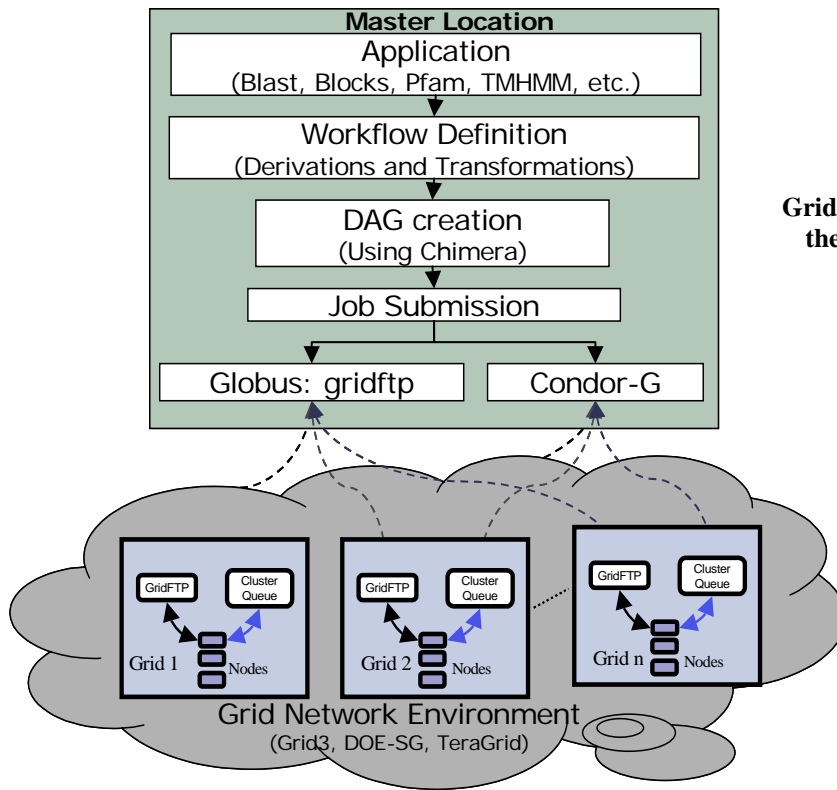 Master Location
Application
(Blast, Blocks, Pfam, TMHMM, etc.)
Workflow Definition
(Derivations and Transformations)
DAG creation
(Using Chimera)
Job Submission
Globus: gridftp
Condor-G
Grid
the
GridFTP
Cluster
Queue
Grid 1
Nodes
GridFTP
Cluster
Queue
Grid 2
Nodes
GridFTP
Cluster
Queue
Grid n
Nodes
Grid Network Environment
(Grid3, DOE-SG, TeraGrid)